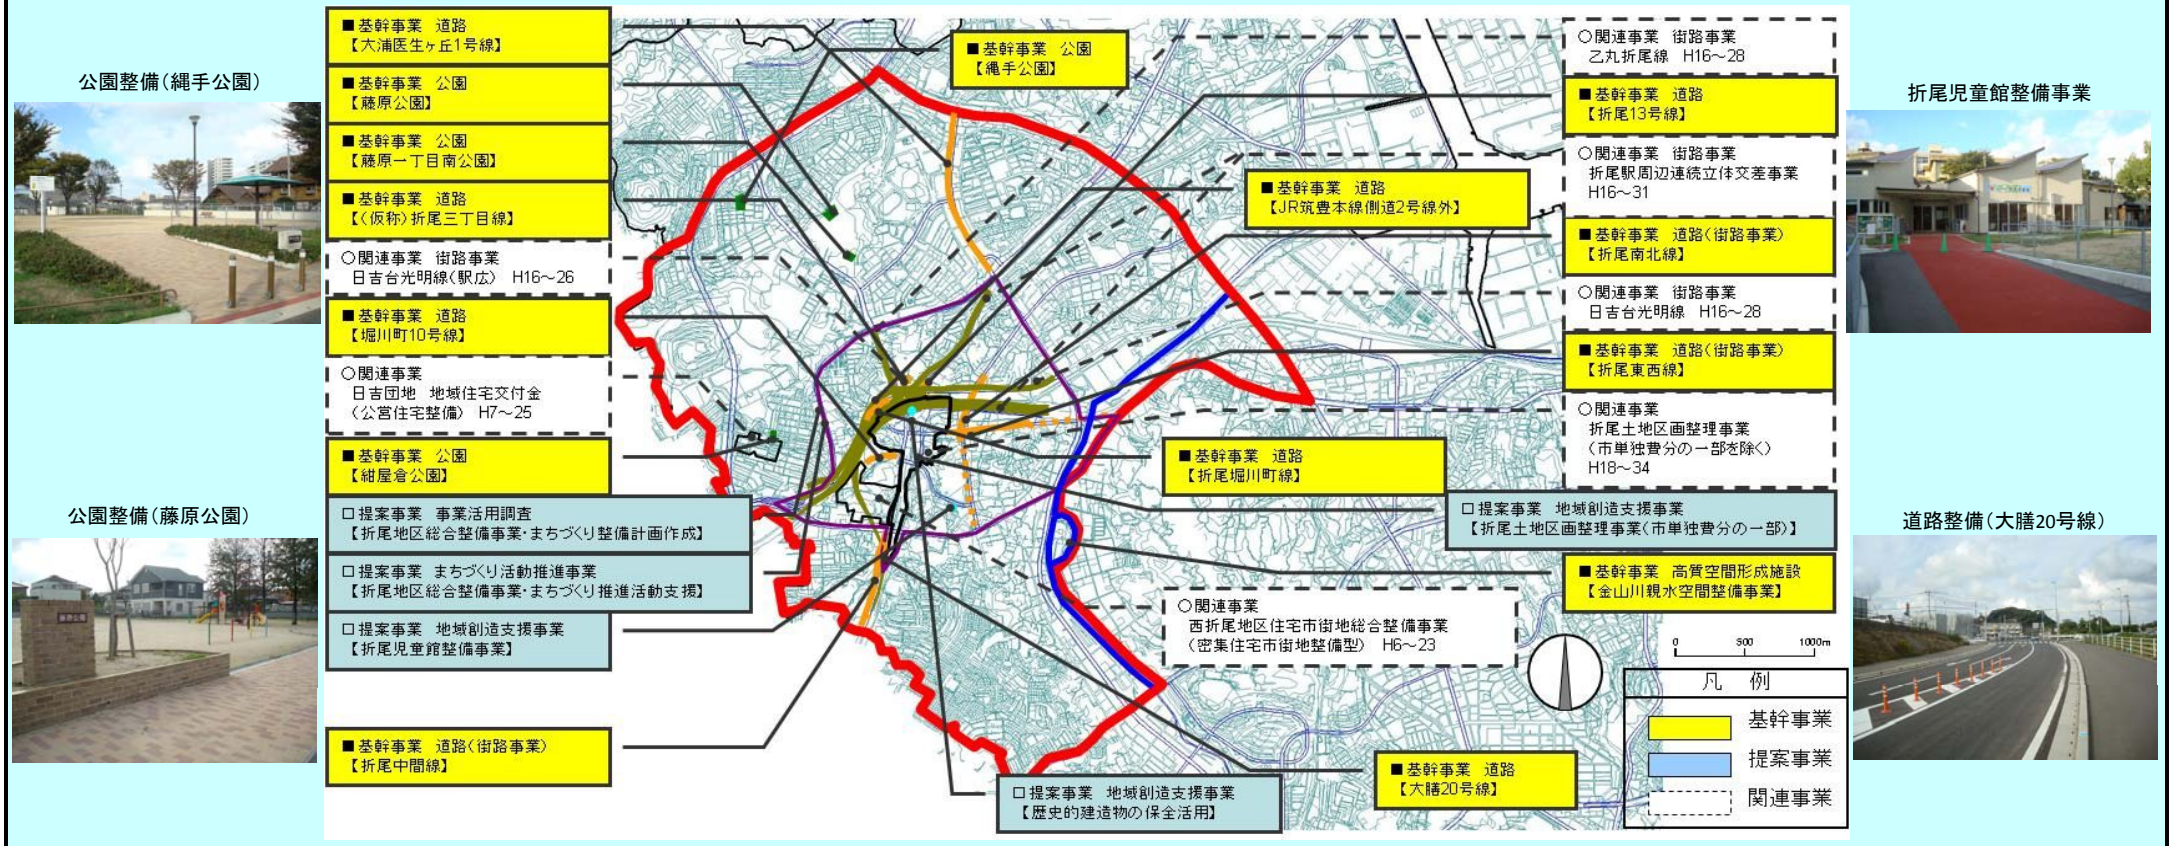 公園整備(縄手公園)
公園整備(藤原公園)
■基幹事業 道路
【大浦医生ヶ丘1号線】
■基幹事業 公園
【藤原公園】
■基幹事業 公園
【藤原一丁目南公園】
■基幹事業 道路
【(仮称)折尾三丁目線】
○関連事業 街路事業
日吉台光明線(駅広) H16~26
■基幹事業 道路
【堀川町10号線】
○関連事業
日吉団地 地域住宅交付金
(公営住宅整備) H7~25
■基幹事業 公園
【紺屋倉公園】
□提案事業 事業活用調査
【折尾地区総合整備事業・まちづくり整備計画作成】
□提案事業 まちづくり活動推進事業
【折尾地区総合整備事業・まちづくり推進活動支援】
□提案事業 地域創造支援事業
【折尾児童館整備事業】
■基幹事業 道路(街路事業)
【折尾中間線】
■基幹事業 公園
【縄手公園】
■基幹事業 道路
【JR筑豊本線側道2号線外】
■基幹事業 道路
【折尾堀川町線】
○関連事業
西折尾地区住宅市街地総合整備事業
(密集住宅市街地整備型) H6~23
□提案事業 地域創造支援事業
【歴史的建造物の保全活用】
■基幹事業 道路
【大膳20号線】
○関連事業 街路事業
乙丸折尾線 H16~28
■基幹事業 道路
【折尾13号線】
○関連事業 街路事業
折尾駅周辺連続立体交差事業
H16~31
■基幹事業 道路(街路事業)
【折尾南北線】
○関連事業 街路事業
日吉台光明線 H16~28
■基幹事業 道路(街路事業)
【折尾東西線】
○関連事業
折尾土地区画整理事業
(市単独費分の一部を除く)
H18~34
□提案事業 地域創造支援事業
【折尾土地区画整理事業(市単独費分の一部)】
■基幹事業 高質空間形成施設
【金山川親水空間整備事業】
0 500 1000m
凡 例
基幹事業
提案事業
関連事業
折尾児童館整備事業
道路整備(大膳20号線)